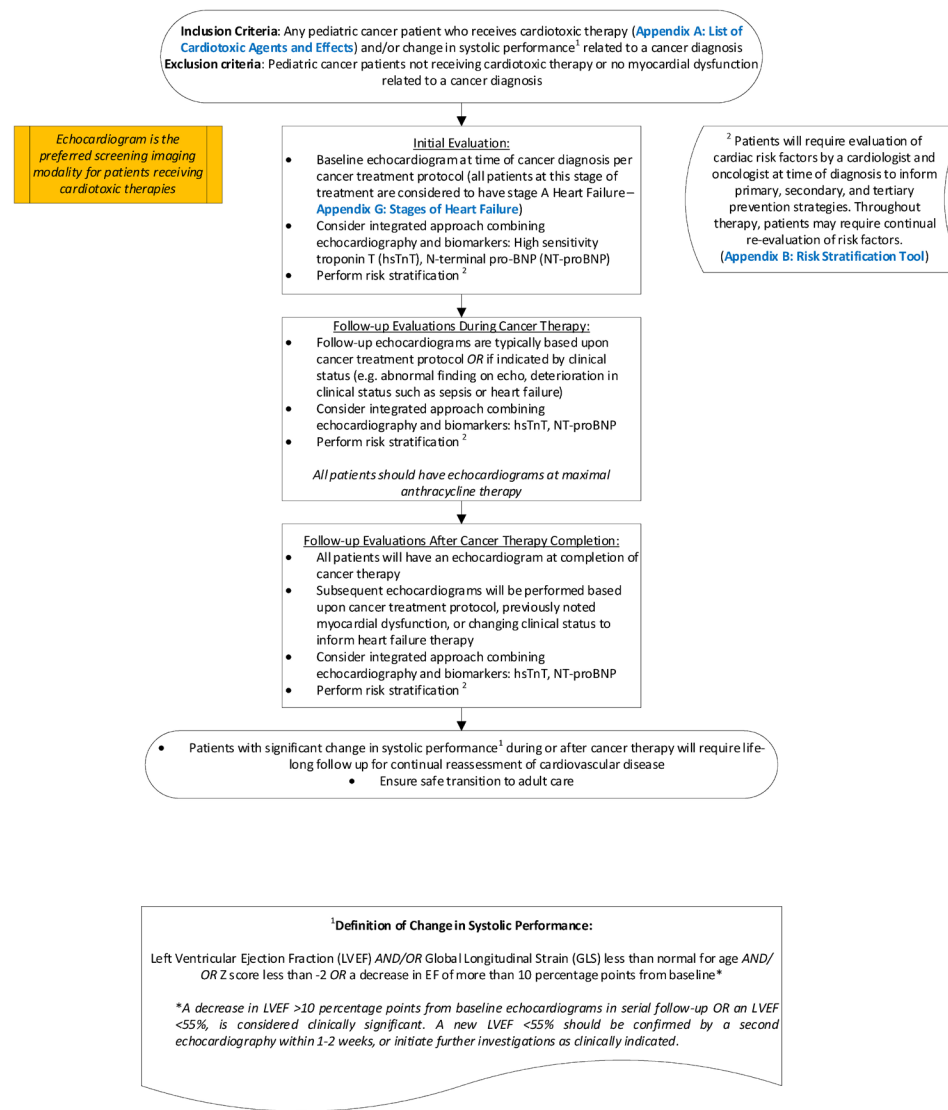 Inclusion Criteria: Any pediatric cancer patient who receives cardiotoxic therapy (Appendix A: List of
Cardiotoxic Agents and Effects) and/or change in systolic performance1 related to a cancer diagnosis
Exclusion criteria: Pediatric cancer patients not receiving cardiotoxic therapy or no myocardial dysfunction
related to a cancer diagnosis
Echocardiogram is the
preferred screening imaging
modality for patients receiving
cardiotoxic therapies
Initial Evaluation:
• Baseline echocardiogram at time of cancer diagnosis per
cancer treatment protocol (all patients at this stage of
treatment are considered to have stage A Heart Failure–
Appendix G: Stages of Heart Failure)
• Consider integrated approach combining
echocardiography and biomarkers: High sensitivity
troponin T (hsTnT), N-terminal pro-BNP (NT-proBNP)
• Perform risk stratification 2
2 Patients will require evaluation of
cardiac risk factors by a cardiologist and
oncologist at time of diagnosis to inform
primary, secondary, and tertiary
prevention strategies. Throughout
therapy, patients may require continual
re-evaluation of risk factors.
(Appendix B: Risk Stratification Tool)
Follow-up Evaluations During Cancer Therapy:
• Follow-up echocardiograms are typically based upon
cancer treatment protocol OR if indicated by clinical
status (e.g. abnormal finding on echo, deterioration in
clinical status such as sepsis or heart failure)
• Consider integrated approach combining
echocardiography and biomarkers: hsTnT, NT-proBNP
• Perform risk stratification 2
All patients should have echocardiograms at maximal
anthracycline therapy
Follow-up Evaluations After Cancer Therapy Completion:
• All patients will have an echocardiogram at completion of
cancer therapy
• Subsequent echocardiograms will be performed based
upon cancer treatment protocol, previously noted
myocardial dysfunction, or changing clinical status to
inform heart failure therapy
• Consider integrated approach combining
echocardiography and biomarkers: hsTnT, NT-proBNP
• Perform risk stratification 2
• Patients with significant change in systolic performance1 during or after cancer therapy will require life-
long follow up for continual reassessment of cardiovascular disease
• Ensure safe transition to adult care
1Definition of Change in Systolic Performance:
Left Ventricular Ejection Fraction (LVEF) AND/OR Global Longitudinal Strain (GLS) less than normal for age AND/
OR Z score less than -2 OR a decrease in EF of more than 10 percentage points from baseline*
*A decrease in LVEF >10 percentage points from baseline echocardiograms in serial follow-up OR an LVEF
<55%, is considered clinically significant. A new LVEF <55% should be confirmed by a second
echocardiography within 1-2 weeks, or initiate further investigations as clinically indicated.